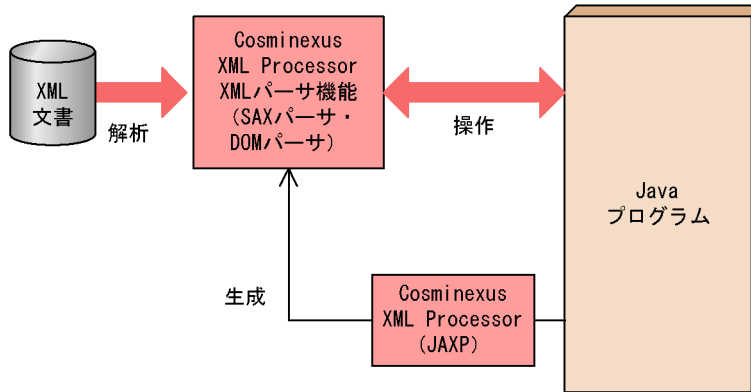 XML
文書
解析
Cosminexus
XML Processor
XMLパーサ機能
（SAXパーサ・
DOMパーサ）
操作
Java
プログラム
生成
Cosminexus
XML Processor
（JAXP）